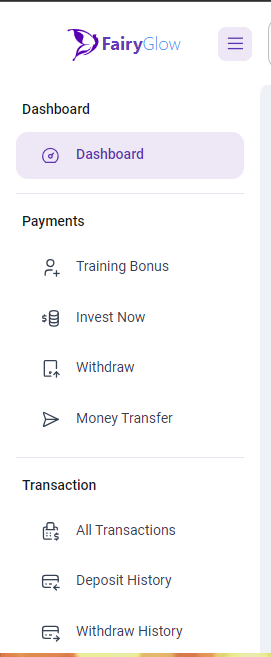 FairyGlow
Dashboard
Dashboard
Payments
Training Bonus
Invest Now
Withdraw
Money Transfer
Transaction
All Transactions
Deposit History
Withdraw History